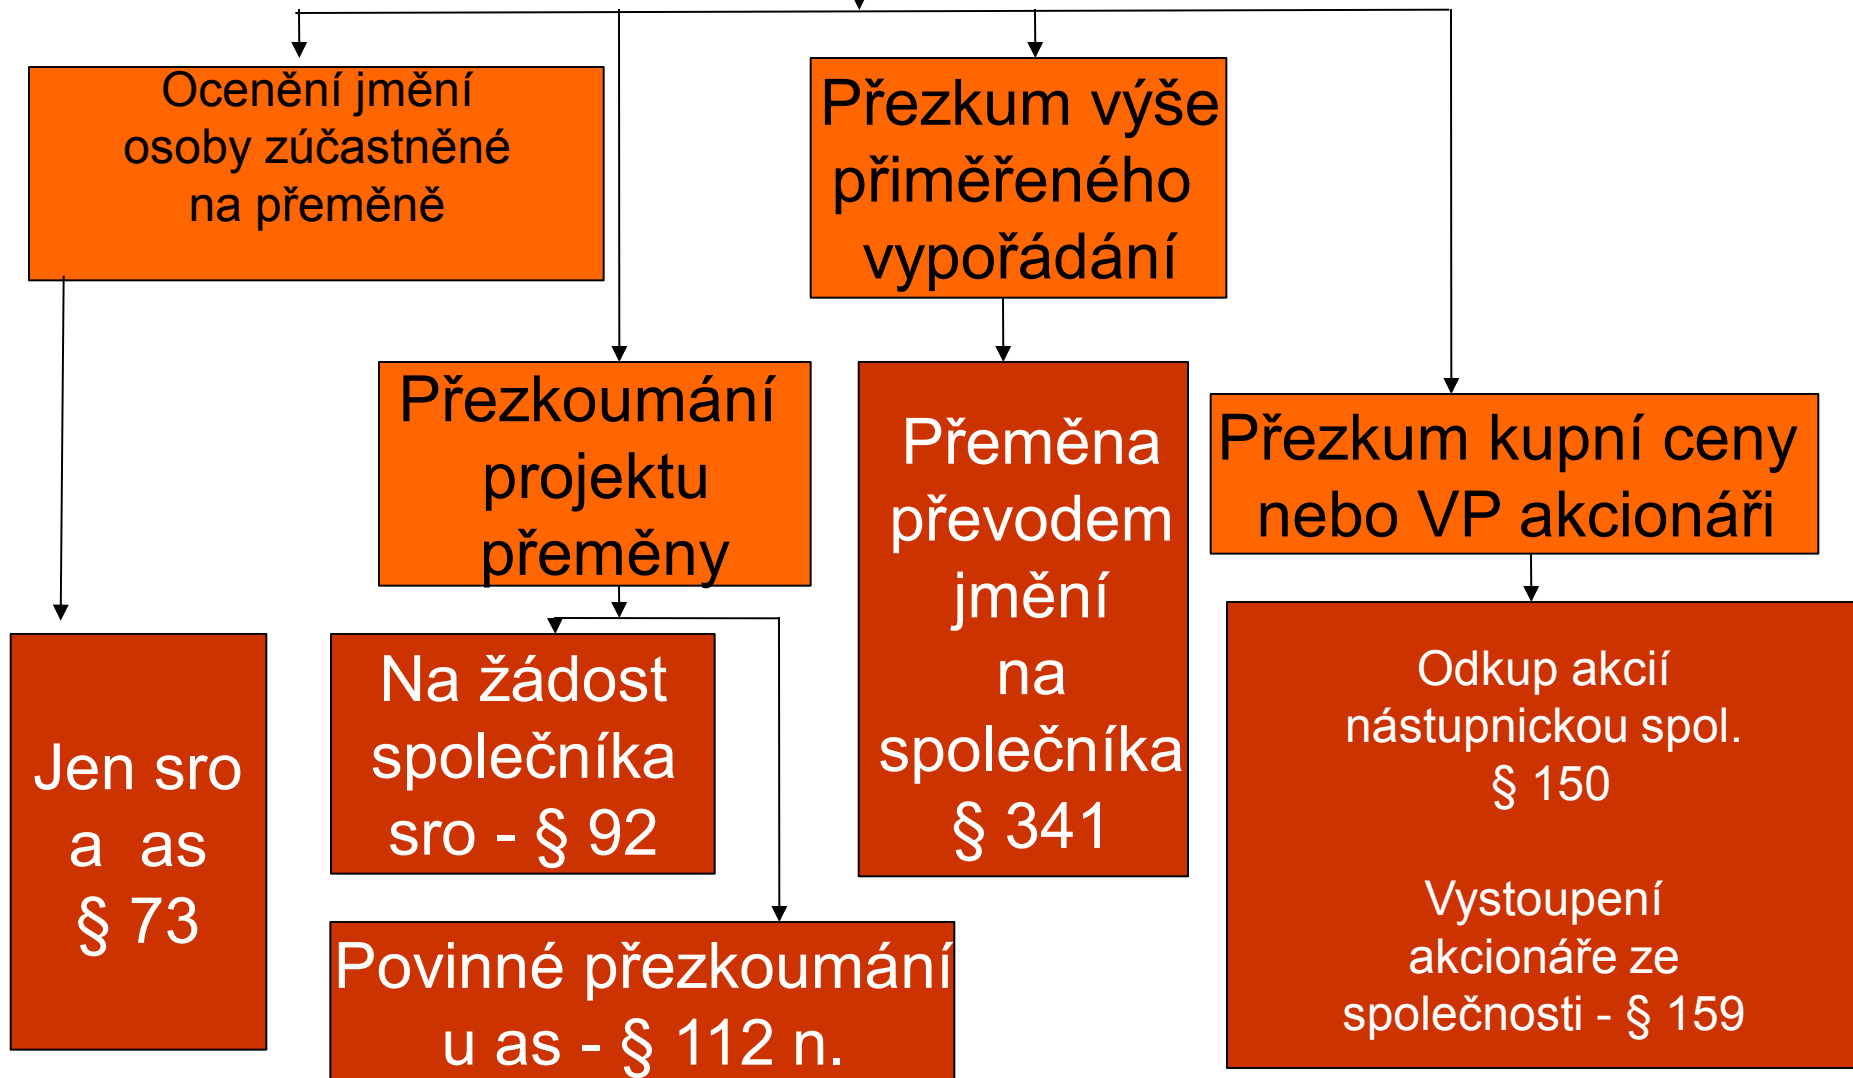 Ocenění jmění
osoby zúčastněné
na přeměně
Přezkum výše
přiměřeného
vypořádání
Přezkoumání
projektu
přeměny
Přeměna
převodem
jmění
na
společníka
§ 341
Přezkum kupní ceny
nebo VP akcionáři
Jen sro
a as
§ 73
Na žádost
společníka
sro - § 92
Povinné přezkoumání
u as - § 112 n.
Odkup akcií
nástupnickou spol.
§ 150
Vystoupení
akcionáře ze
společnosti - § 159